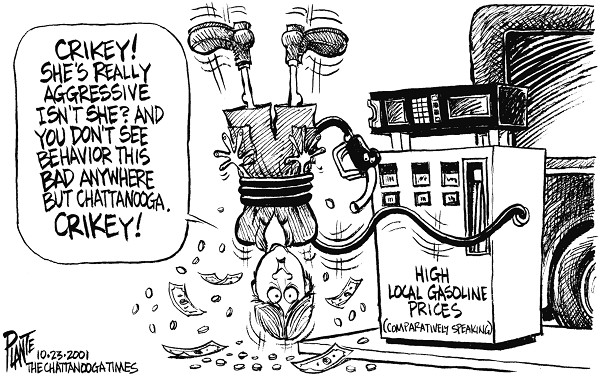 CRIKEY!
SHE'S REALLY
AGGRESSIVE
ISN'T SHE? AND
YOU DON'T SEE
BEHAVIOR THIS
BAD ANYWHERE
BUT CHATTANOOGA.
CRIKEY!
HIGH
LOCAL GASOLINE
PRICES
(COMPARATIVELY SPEAKING)
PLANTE
10.23.2001
THE CHATTANOOGA TIMES